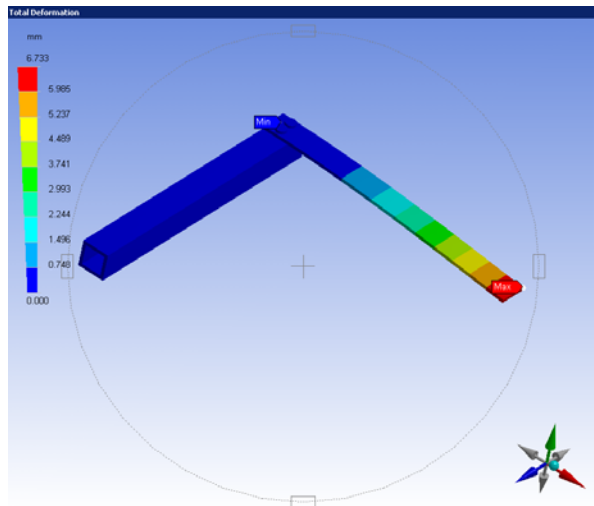 Total Deformation
mm
6.733
5.985
5.237
4.489
3.741
2.993
2.244
1.496
0.748
0.000
Min
Max